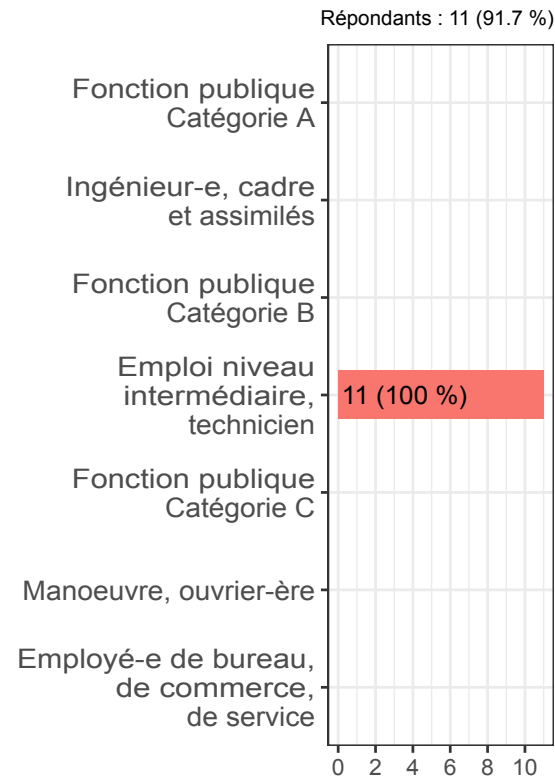 Répondants : 11 (91.7 %)
Fonction publique
Catégorie A
Ingénieur-e, cadre
et assimilés
Fonction publique
Catégorie B
Emploi niveau
intermédiaire,
technicien
11 (100 %)
Fonction publique
Catégorie C
Manoeuvre, ouvrier-ère
Employé-e de bureau,
de commerce,
de service
0 2 4 6 8 10